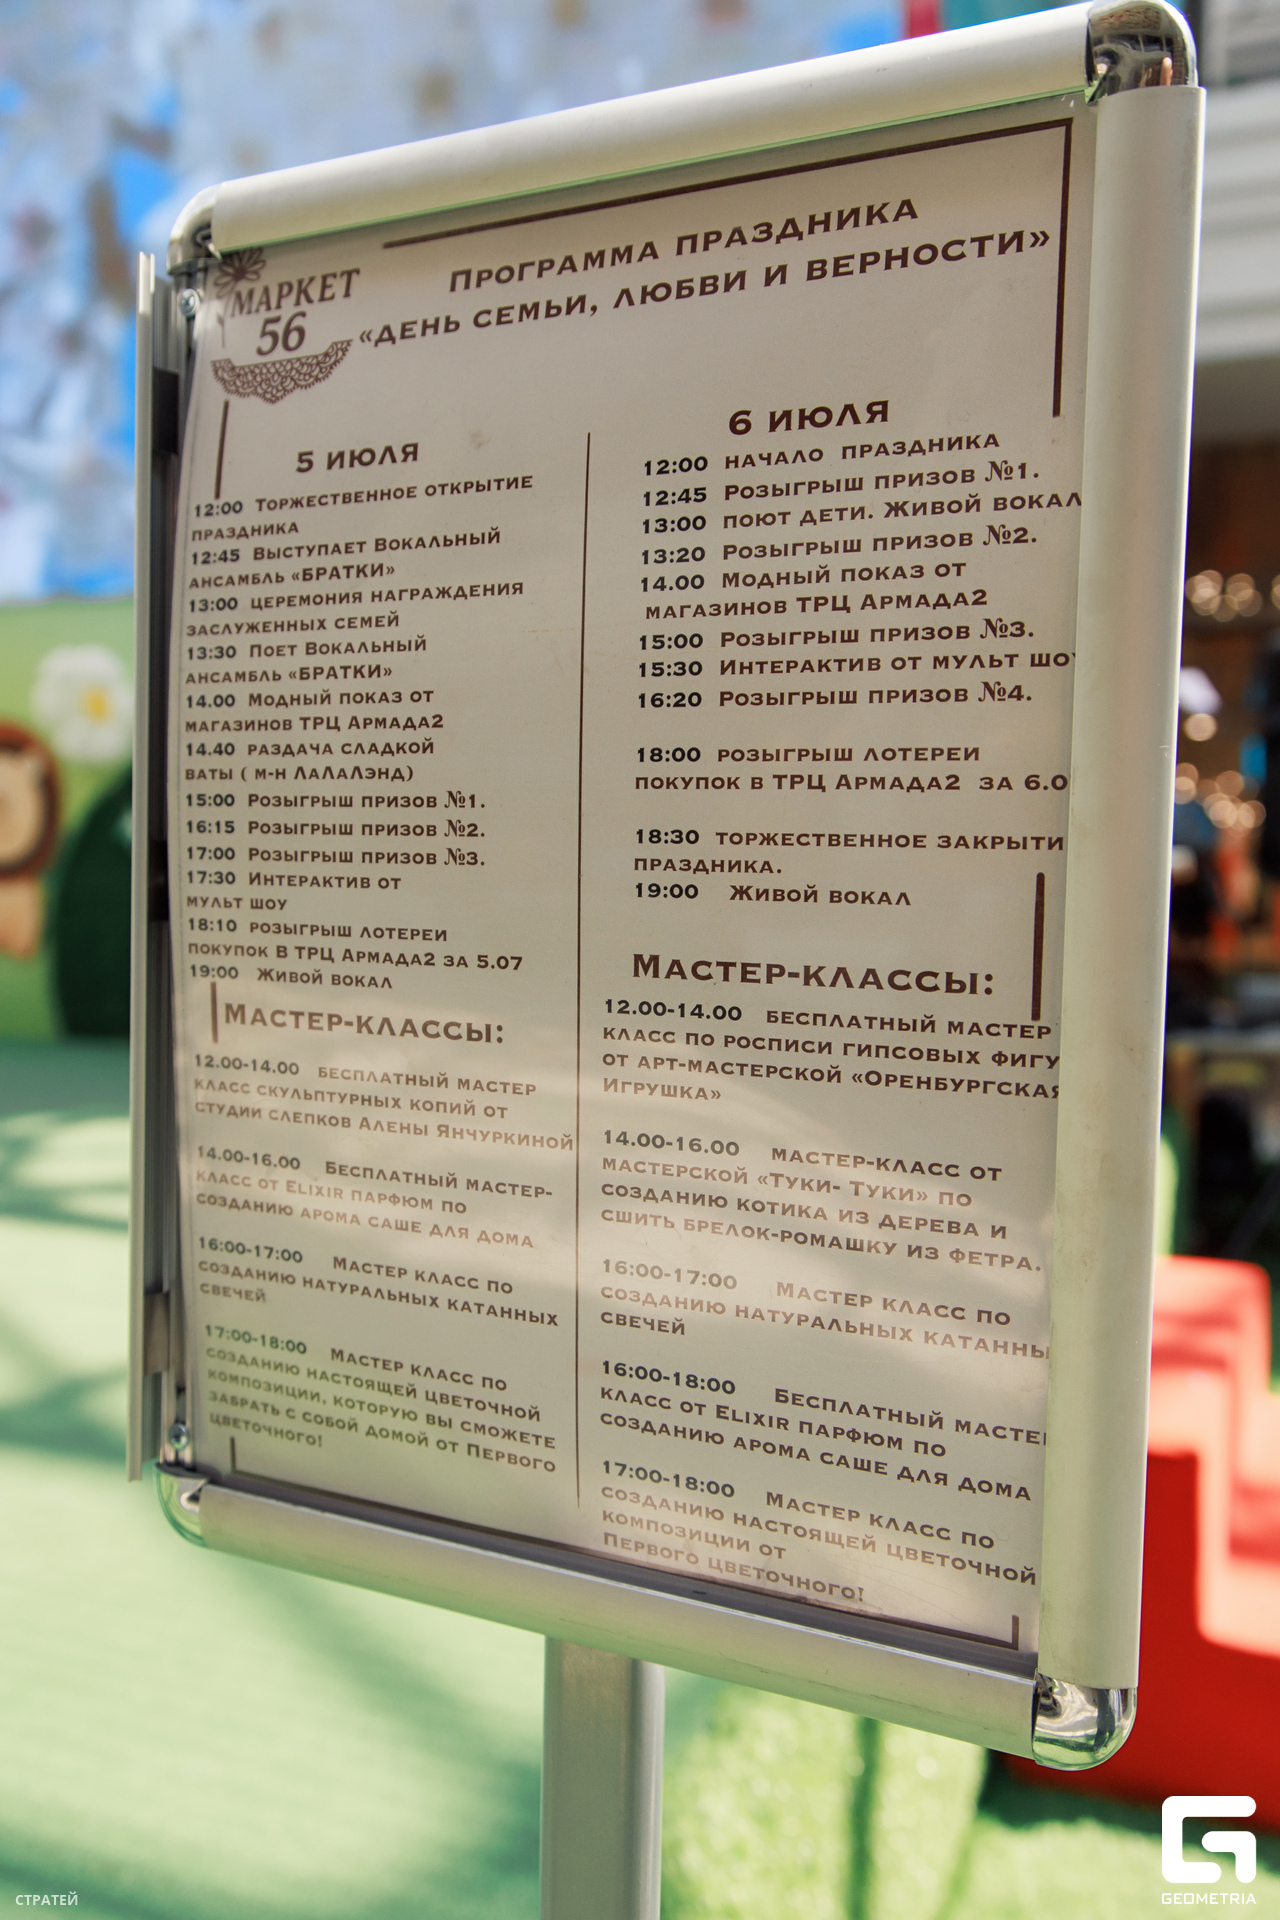 МАРКЕТ
56
ПРОГРАММА ПРАЗДНИКА
«ДЕНЬ СЕМЬИ, ЛЮБВИ И ВЕРНОСТИ»
5 ИЮЛЯ
12:00 Торжественное открытие
праздника
12:45 Выступает Вокальный
ансамбль «БРАТКИ»
13:00 церемония награждения
заслуженных семей
13:30 Поет Вокальный
ансамбль «БРАТКИ»
14.00 Модный показ от
магазинов ТРЦ Армада2
14.40 раздача сладкой
ваты ( м-н ЛаЛаЛэнд)
15:00 Розыгрыш призов №1.
16:15 Розыгрыш призов №2.
17:00 Розыгрыш призов №3.
17:30 Интерактив от
мульт шоу
18:10 розыгрыш лотереи
покупок в ТРЦ Армада2 за 5.07
19:00 Живой вокал
Мастер-классы:
12.00-14.00 бесплатный мастер
класс скульптурных копий от
студии слепков Алены Янчуркиной
14.00-16.00 Бесплатный мастер-
класс от Elixir парфюм по
созданию арома саше для дома
16:00-17:00 Мастер класс по
созданию натуральных катанных
свечей
17:00-18:00 Мастер класс по
созданию настоящей цветочной
композиции, которую вы сможете
забрать с собой домой от Первого
цветочного!
6 ИЮЛЯ
12:00 начало праздника
12:45 Розыгрыш призов №1.
13:00 поют дети. Живой вокал
13:20 Розыгрыш призов №2.
14.00 Модный показ от
магазинов ТРЦ Армада2
15:00 Розыгрыш призов №3.
15:30 Интерактив от мульт шоу
16:20 Розыгрыш призов №4.
18:00 розыгрыш лотереи
покупок в ТРЦ Армада2 за 6.0
18:30 торжественное закрыти
праздника.
19:00 Живой вокал
Мастер-классы:
12.00-14.00 бесплатный мастер
класс по росписи гипсовых фигу
от арт-мастерской «Оренбургская
Игрушка»
14.00-16.00 мастер-класс от
мастерской «Туки- Туки» по
созданию котика из дерева и
сшить брелок-ромашку из фетра.
16:00-17:00 Мастер класс по
созданию натуральных катанны
свечей
16:00-18:00 Бесплатный мастер
класс от Elixir парфюм по
созданию арома саше для дома
17:00-18:00 Мастер класс по
созданию настоящей цветочной
композиции от
Первого цветочного!
СТРАТЕЙ
GEOMETRIA